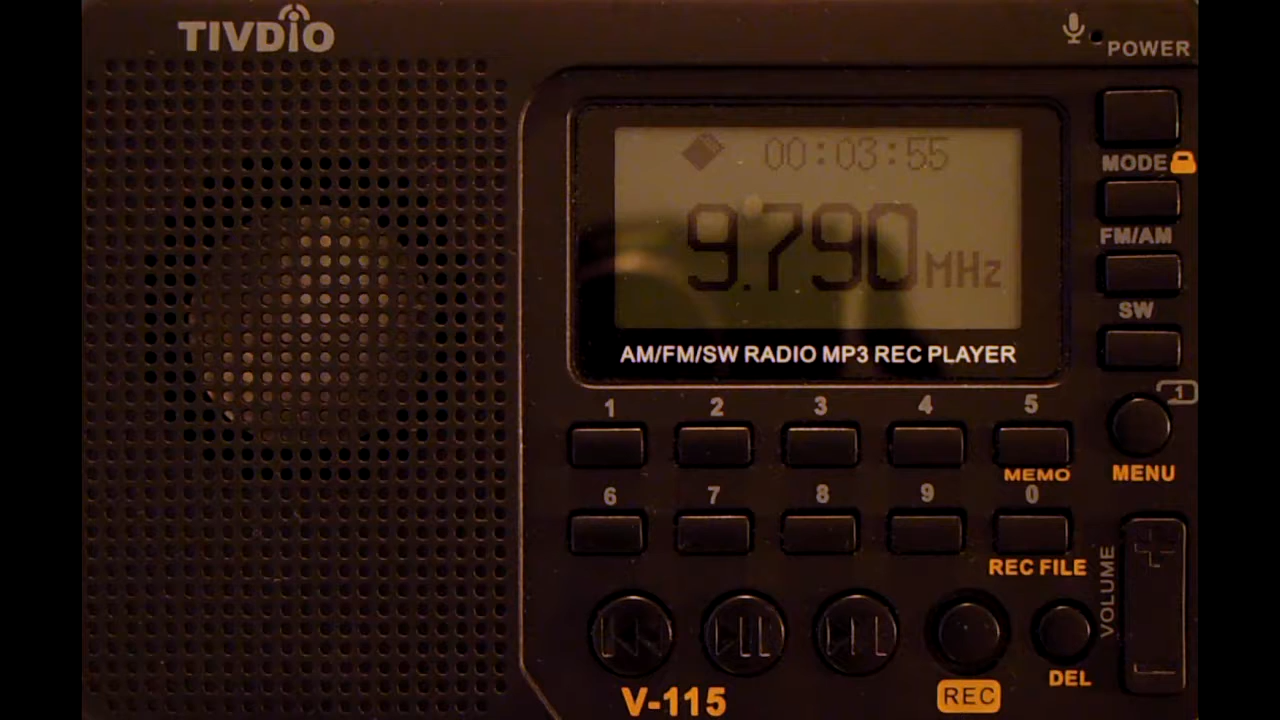 TIVDIO
POWER
00:03:55
MODE
9.790 MHz
FM/AM
SW
AM/FM/SW RADIO MP3 REC PLAYER
1 2 3 4 5
1
MEMO
MENU
6 7 8 9 0
REC FILE
VOLUME
DEL
V-115
REC